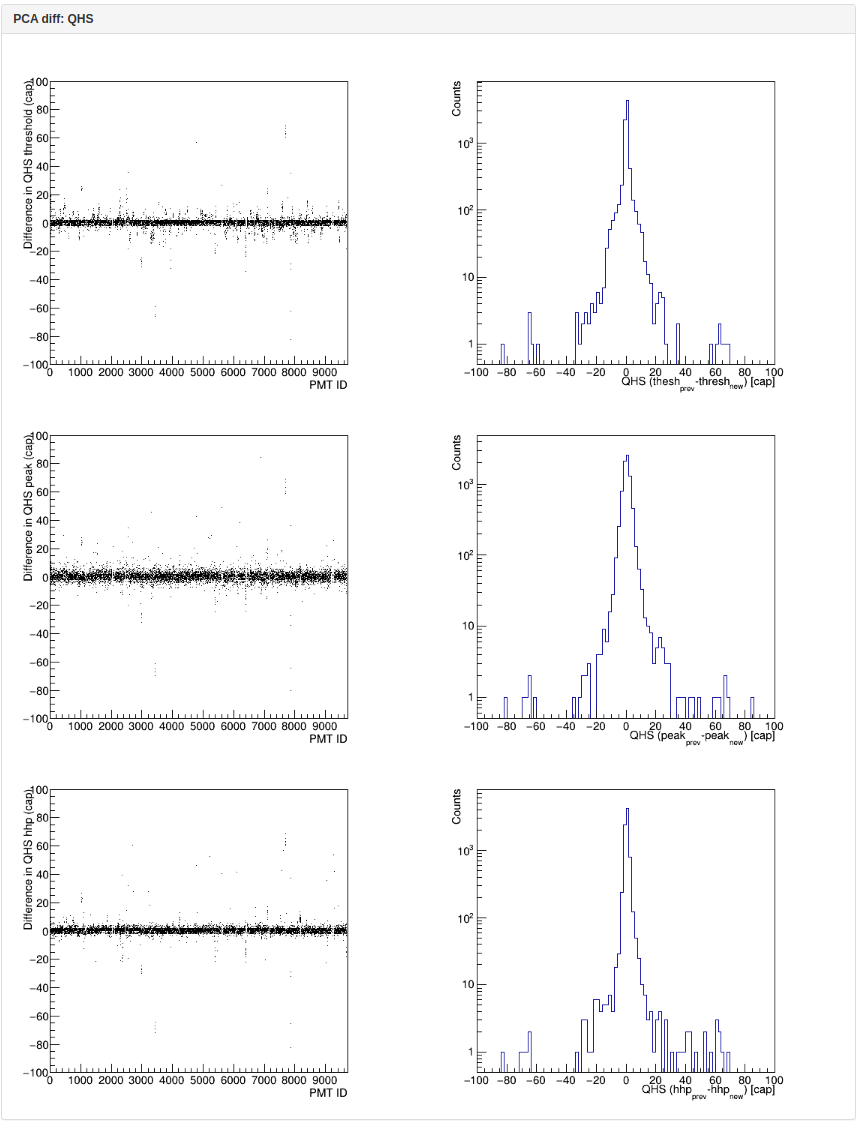 PCA diff: QHS
Difference in QHS threshold (cap)
100
80
60
40
20
0
−20
−40
−60
−80
−100
0 1000 2000 3000 4000 5000 6000 7000 8000 9000
PMT ID
Counts
10³
10²
10
1
−100 −80 −60 −40 −20 0 20 40 60 80 100
QHS (thesh_prev-thresh_new) [cap]
Difference in QHS peak (cap)
100
80
60
40
20
0
−20
−40
−60
−80
−100
0 1000 2000 3000 4000 5000 6000 7000 8000 9000
PMT ID
Counts
10³
10²
10
1
−100 −80 −60 −40 −20 0 20 40 60 80 100
QHS (peak_prev-peak_new) [cap]
Difference in QHS hhp (cap)
100
80
60
40
20
0
−20
−40
−60
−80
−100
0 1000 2000 3000 4000 5000 6000 7000 8000 9000
PMT ID
Counts
10³
10²
10
1
−100 −80 −60 −40 −20 0 20 40 60 80 100
QHS (hhp_prev-hhp_new) [cap]